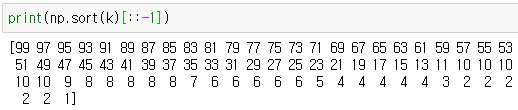 print(np.sort(k)[::-1])
[99 97 95 93 91 89 87 85 83 81 79 77 75 73 71 69 67 65 63 61 59 57 55 53
51 49 47 45 43 41 39 37 35 33 31 29 27 25 23 21 19 17 15 13 11 10 10 10
10 10 9 8 8 8 8 8 7 6 6 6 6 6 5 4 4 4 4 4 3 2 2 2
2 2 1]